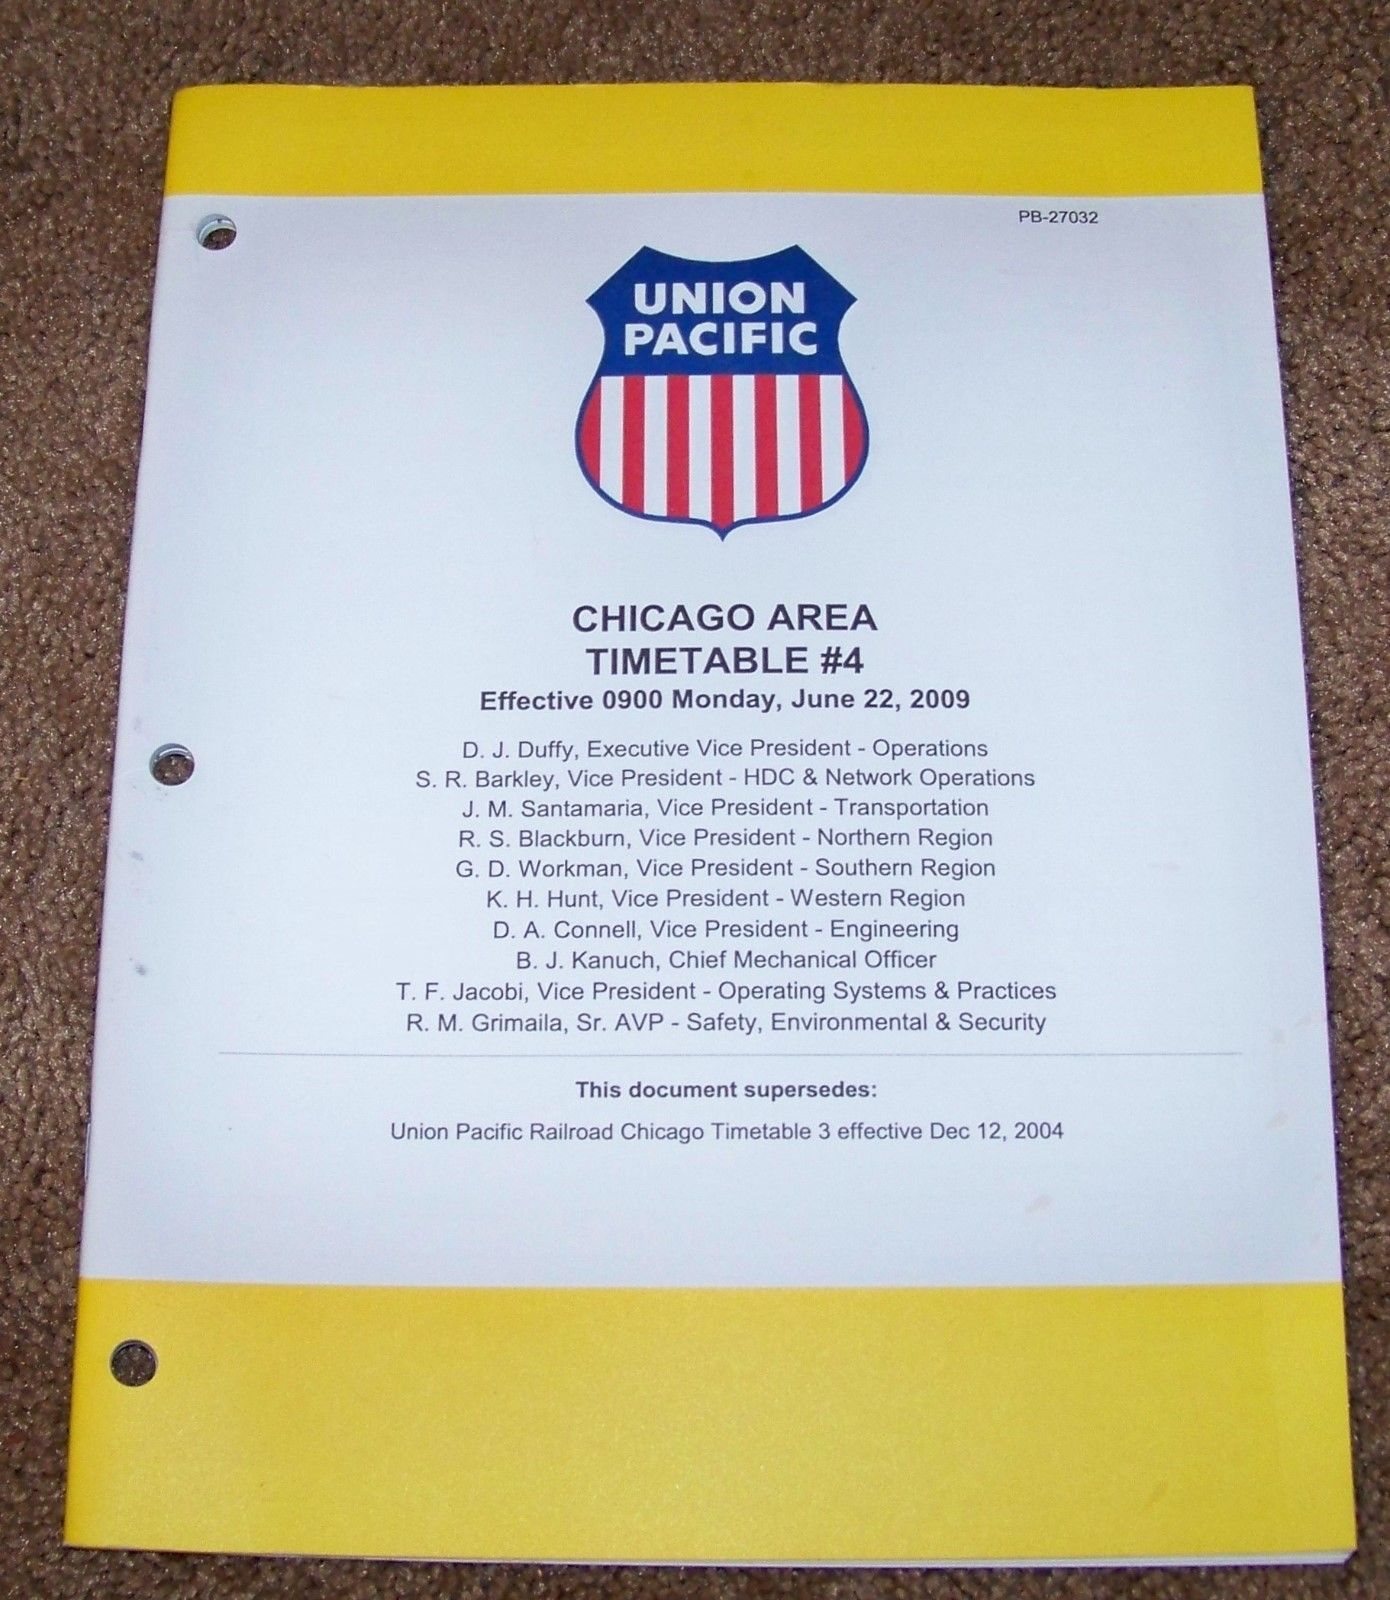 PB-27032
UNION
PACIFIC
CHICAGO AREA
TIMETABLE #4
Effective 0900 Monday, June 22, 2009
D. J. Duffy, Executive Vice President - Operations
S. R. Barkley, Vice President - HDC & Network Operations
J. M. Santamaria, Vice President - Transportation
R. S. Blackburn, Vice President - Northern Region
G. D. Workman, Vice President - Southern Region
K. H. Hunt, Vice President - Western Region
D. A. Connell, Vice President - Engineering
B. J. Kanuch, Chief Mechanical Officer
T. F. Jacobi, Vice President - Operating Systems & Practices
R. M. Grimaila, Sr. AVP - Safety, Environmental & Security
This document supersedes:
Union Pacific Railroad Chicago Timetable 3 effective Dec 12, 2004